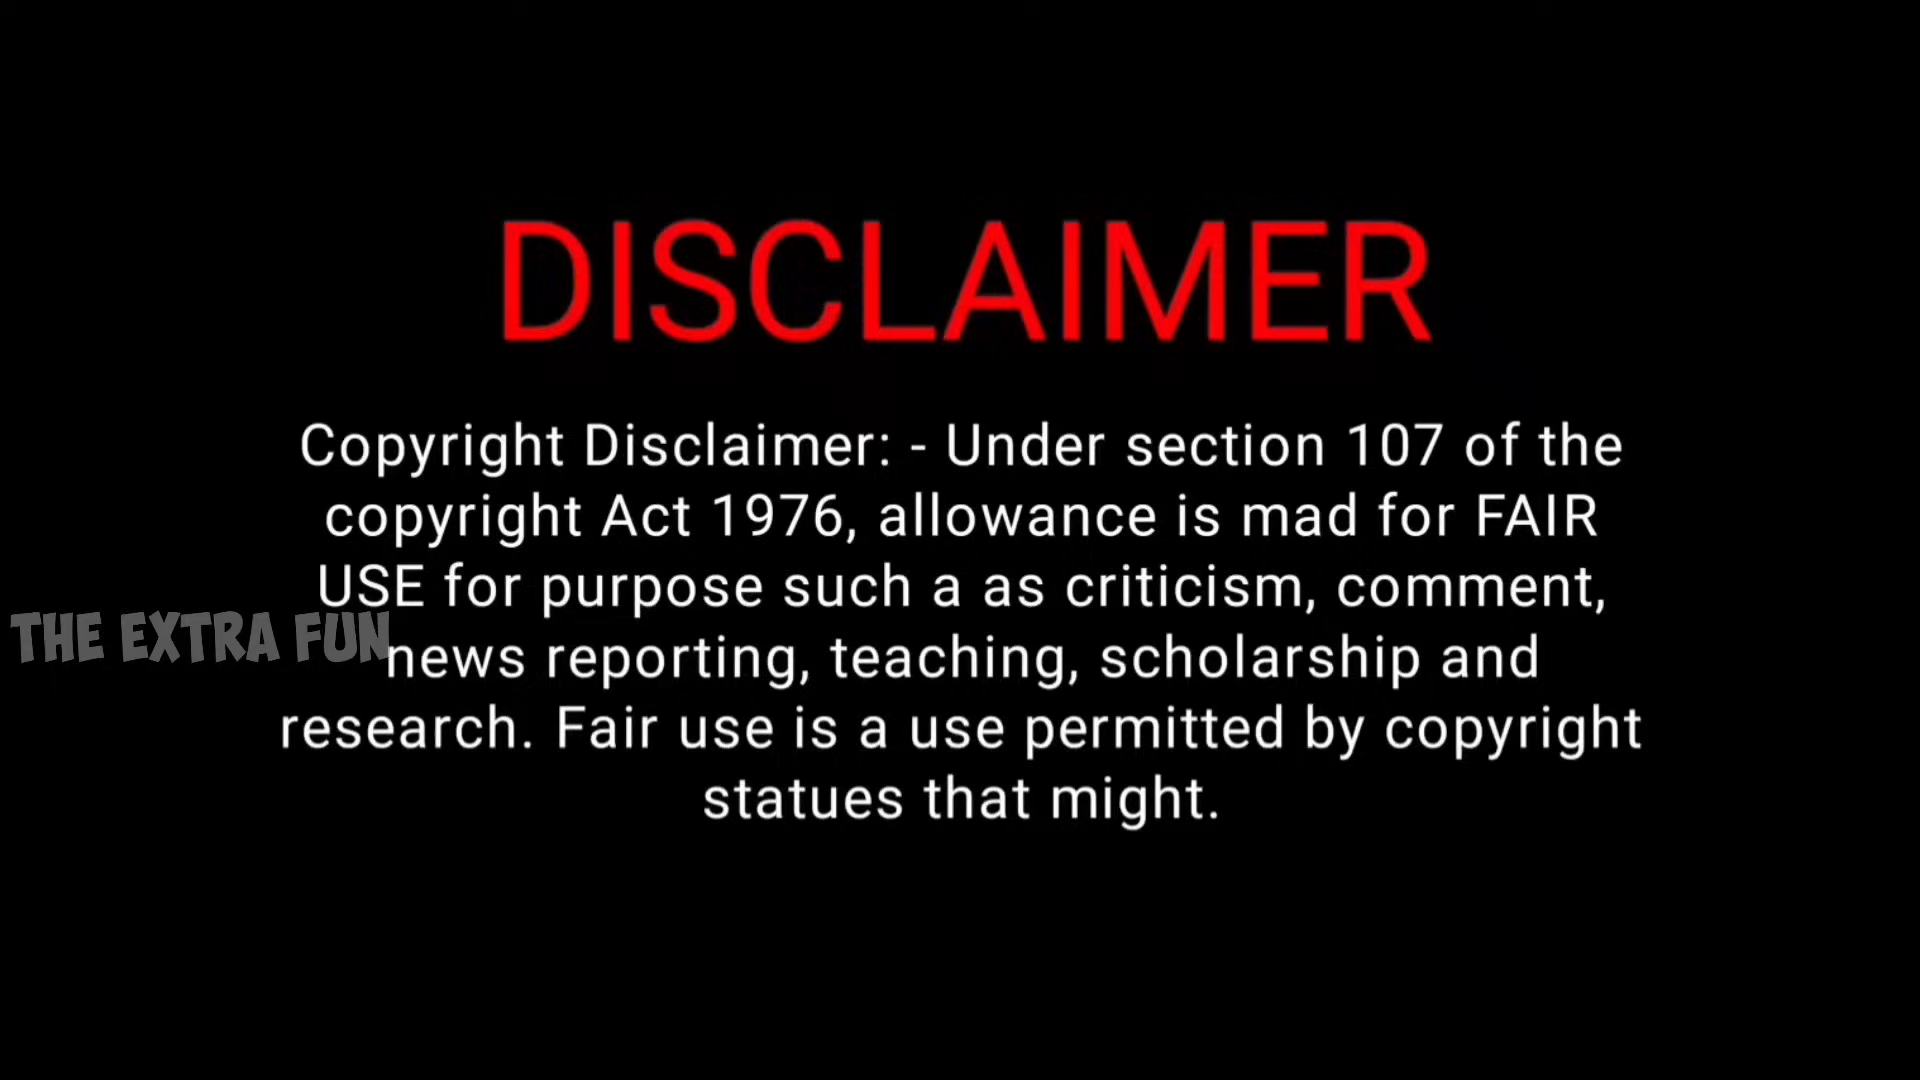 DISCLAIMER
Copyright Disclaimer: - Under section 107 of the
copyright Act 1976, allowance is mad for FAIR
USE for purpose such a as criticism, comment,
THE EXTRA FUN
news reporting, teaching, scholarship and
research. Fair use is a use permitted by copyright
statues that might.